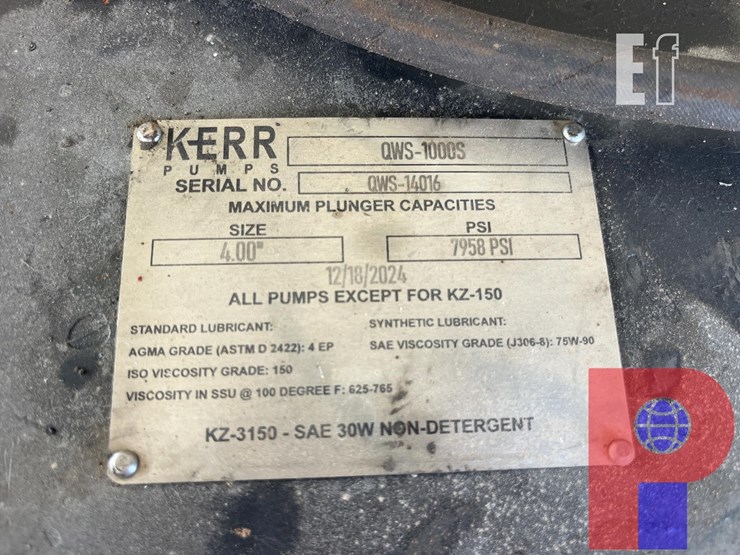 Ef
KERR
PUMPS
QWS-1000S
SERIAL NO.
QWS-14016
MAXIMUM PLUNGER CAPACITIES
SIZE
PSI
4.00"
7958 PSI
12/18/2024
ALL PUMPS EXCEPT FOR KZ-150
STANDARD LUBRICANT:
SYNTHETIC LUBRICANT:
AGMA GRADE (ASTM D 2422): 4 EP
SAE VISCOSITY GRADE (J306-8): 75W-90
ISO VISCOSITY GRADE: 150
VISCOSITY IN SSU @ 100 DEGREE F: 625-765
KZ-3150 - SAE 30W NON-DETERGENT